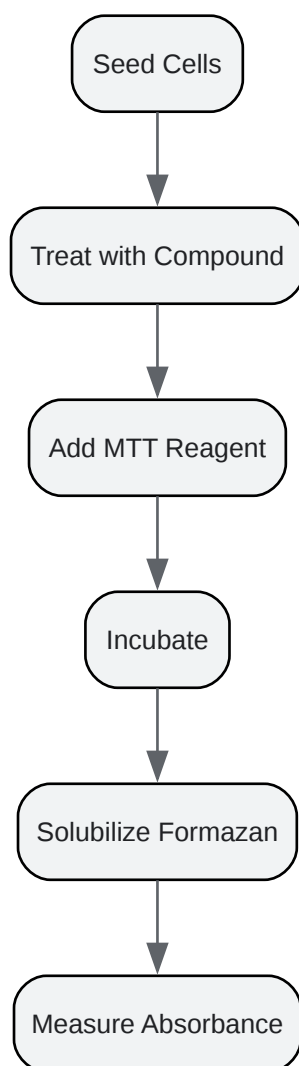 Seed Cells
Treat with Compound
Add MTT Reagent
Incubate
Solubilize Formazan
Measure Absorbance